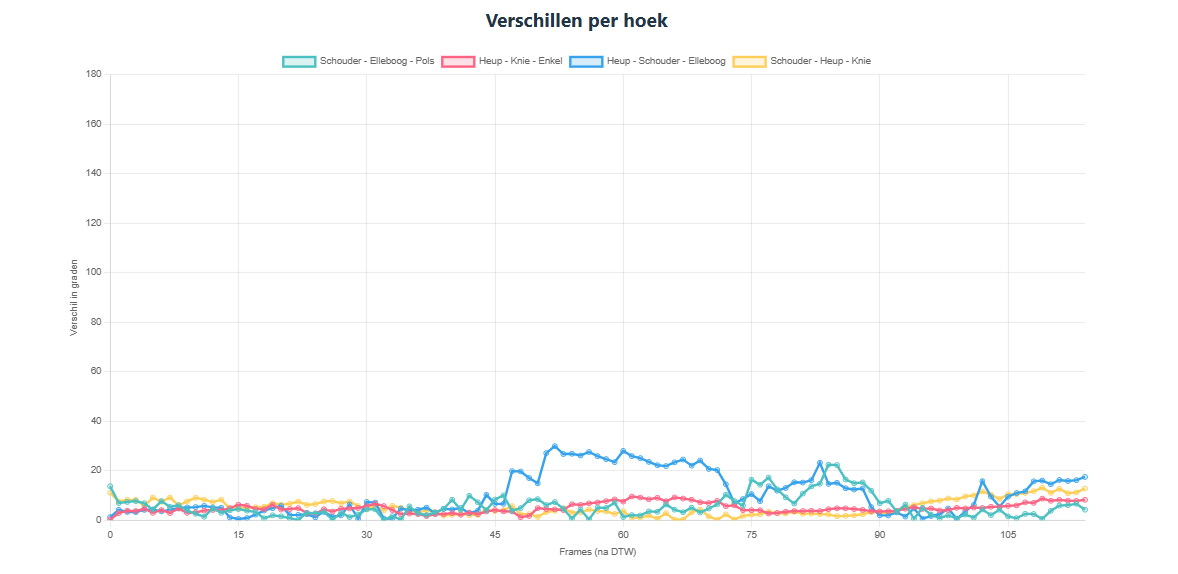 Verschillen per hoek
Schouder - Elleboog - Pols Heup - Knie - Enkel Heup - Schouder - Elleboog Schouder - Heup - Knie
180
160
140
120
100
80
60
40
20
0
Verschil in graden
0 15 30 45 60 75 90 105
Frames (na DTW)